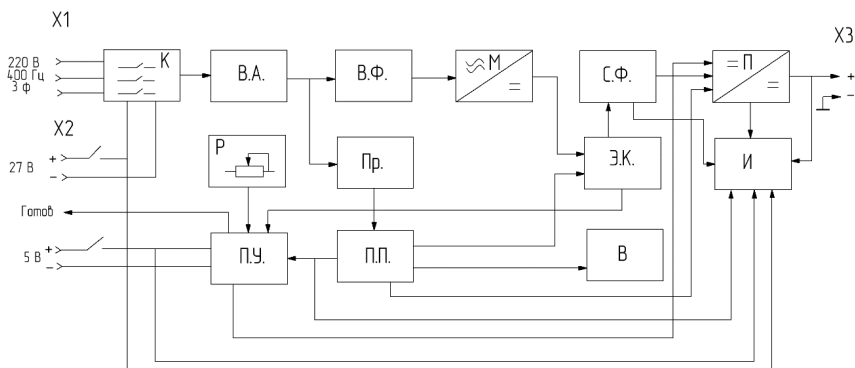 X1
X3
220 В
400 Гц
3 ф
К
В.А.
В.Ф.
М
С.Ф.
П
+
−
X2
+
27 В
−
Р
Пр.
Э.К.
И
Готов
+
5 В
−
П.У.
П.П.
В